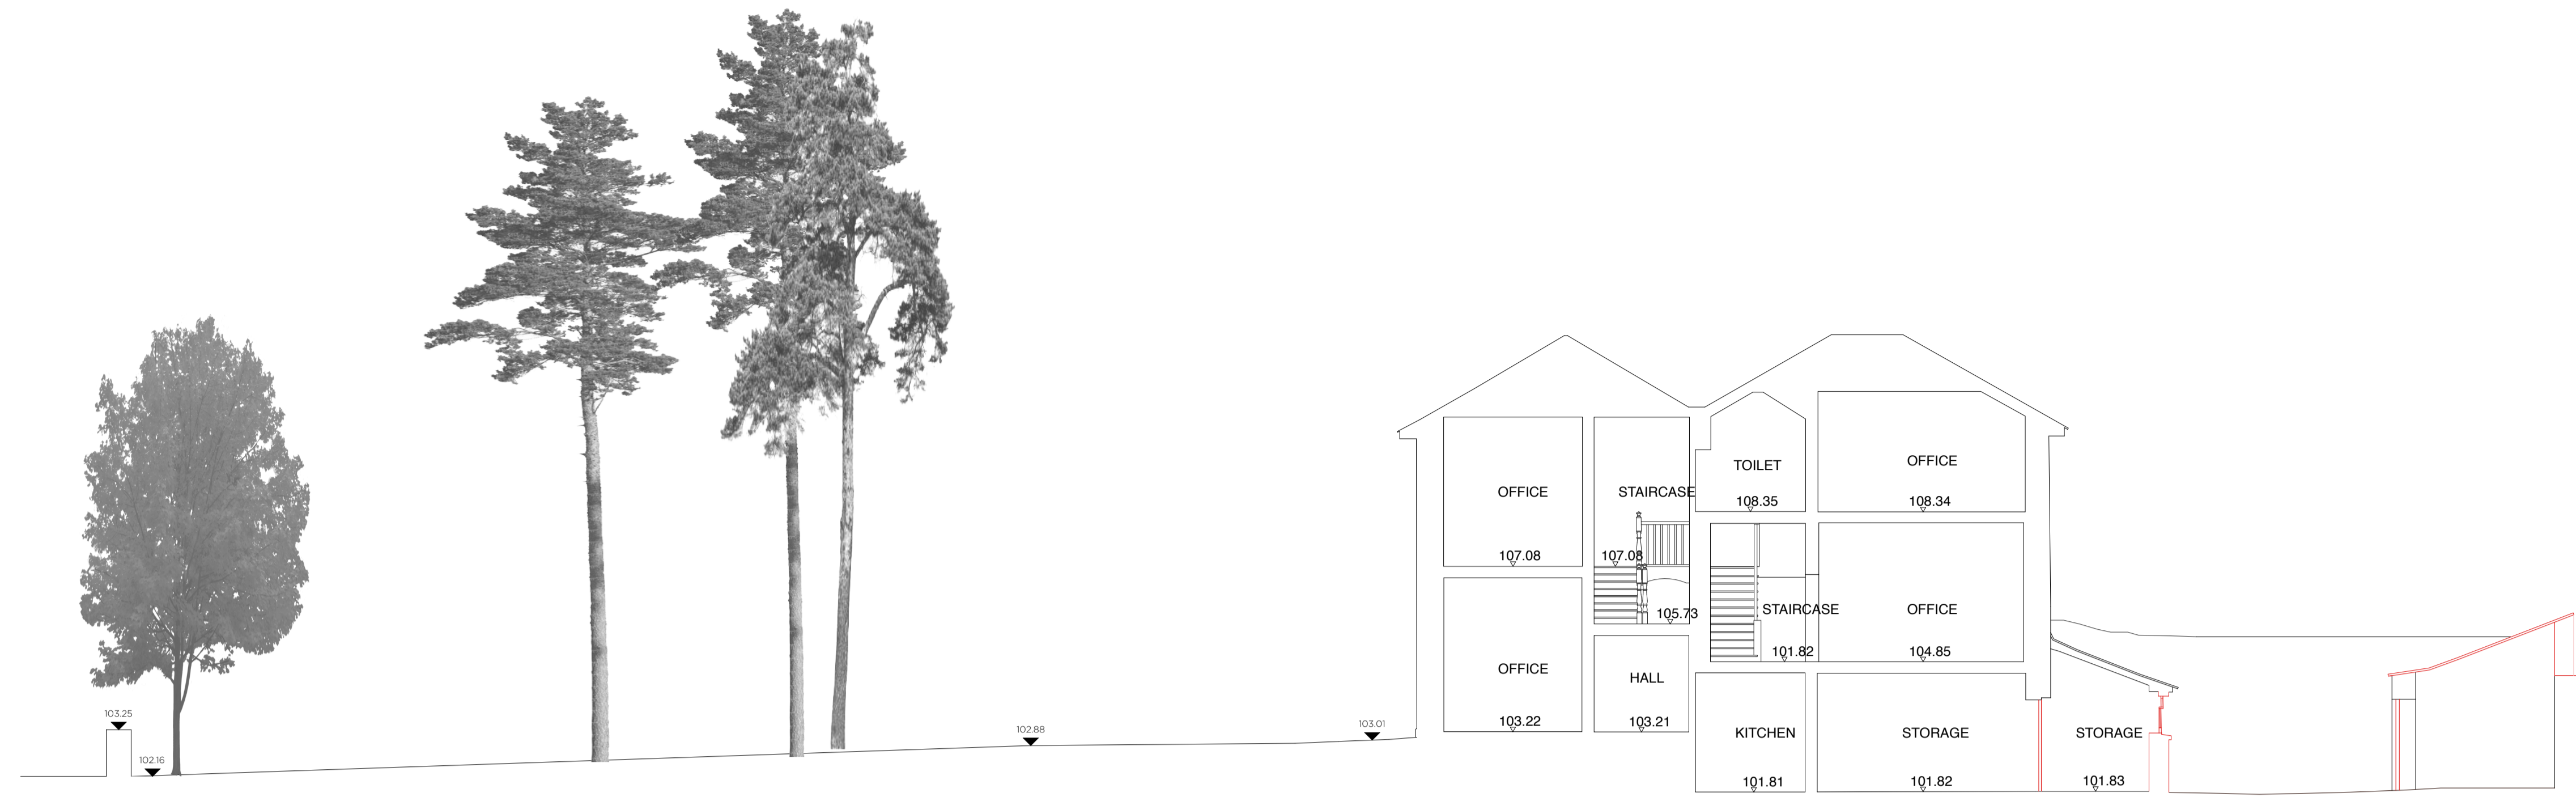 TOILET
OFFICE
OFFICE
STAIRCASE
108.35
108.34
107.08
107.08
STAIRCASE
OFFICE
105.73
101.82
104.85
OFFICE
HALL
103.25
103.22
103.21
102.88
103.01
KITCHEN
STORAGE
STORAGE
102.16
101.81
101.82
101.83